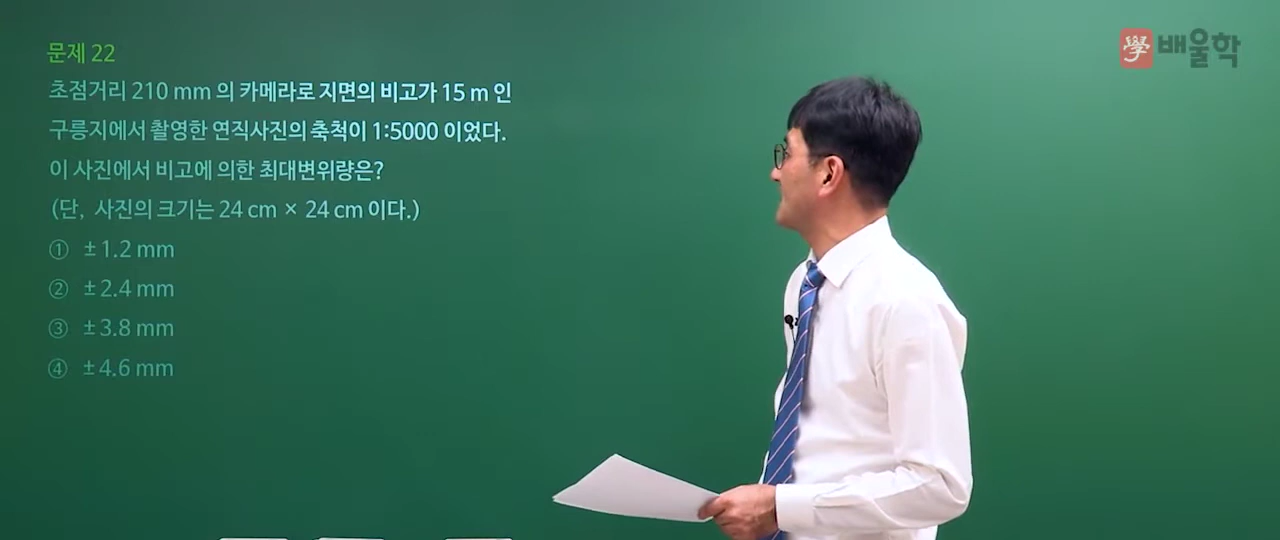 學 배울학
문제 22
초점거리 210 mm 의 카메라로 지면의 비고가 15 m 인
구릉지에서 촬영한 연직사진의 축척이 1:5000 이었다.
이 사진에서 비고에 의한 최대변위량은?
(단, 사진의 크기는 24 cm × 24 cm 이다.)
① ±1.2 mm
② ±2.4 mm
③ ±3.8 mm
④ ±4.6 mm